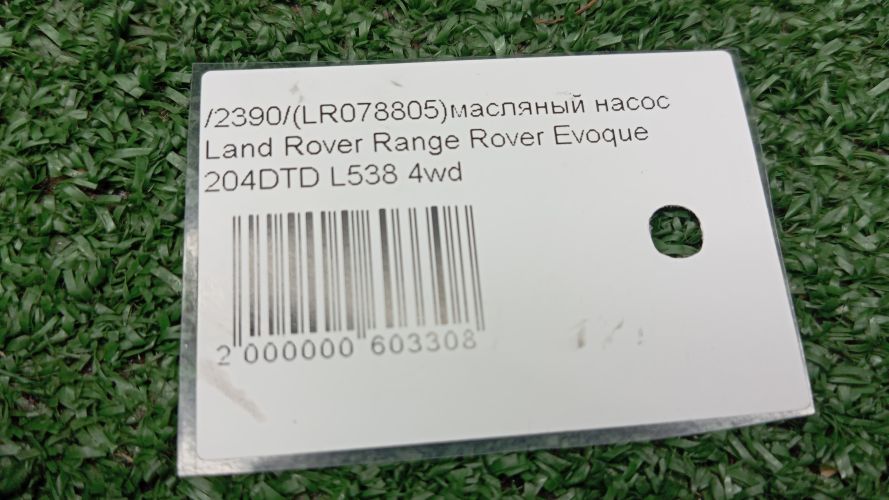 /2390/(LR078805)масляный насос
Land Rover Range Rover Evoque
204DTD L538 4wd
2 000000 603308